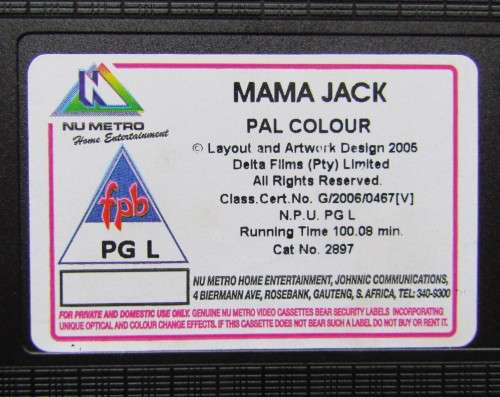 NU METRO
Home Entertainment
fpb
PG L
MAMA JACK
PAL COLOUR
© Layout and Artwork Design 2005
Delta Films (Pty) Limited
All Rights Reserved.
Class.Cert.No. G/2006/0467[V]
N.P.U. PG L
Running Time 100.08 min.
Cat No. 2897
NU METRO HOME ENTERTAINMENT, JOHNNIC COMMUNICATIONS,
4 BIERMANN AVE, ROSEBANK, GAUTENG, S. AFRICA, TEL: 340-9300
FOR PRIVATE AND DOMESTIC USE ONLY. GENUINE NU METRO VIDEO CASSETTES BEAR SECURITY LABELS INCORPORATING
UNIQUE OPTICAL AND COLOUR CHANGE EFFECTS. IF THIS CASSETTE DOES NOT BEAR SUCH A LABEL DO NOT BUY OR RENT IT.